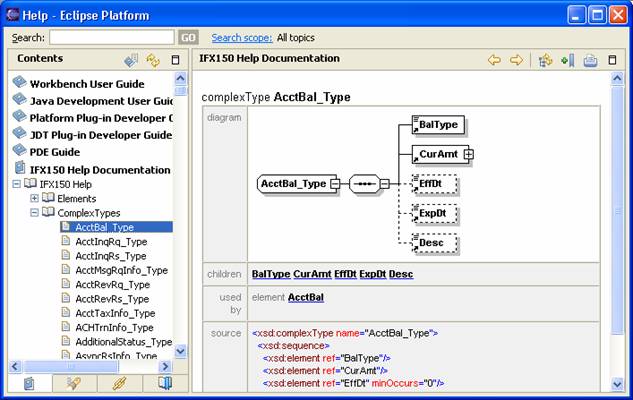 Help - Eclipse Platform
Search: GO Search scope: All topics
Contents
Workbench User Guide
Java Development User Guid
Platform Plug-in Developer G
JDT Plug-in Developer Guide
PDE Guide
IFX150 Help Documentation
IFX150 Help
Elements
ComplexTypes
AcctBal_Type
AcctInqRq_Type
AcctInqRs_Type
AcctMsgRqInfo_Type
AcctRevRq_Type
AcctRevRs_Type
AcctTaxInfo_Type
ACHTrnInfo_Type
AdditionalStatus_Type
AsyncRsInfo_Type
IFX150 Help Documentation
complexType AcctBal_Type
diagram
AcctBal_Type
BalType
CurAmt
EffDt
ExpDt
Desc
children BalType CurAmt EffDt ExpDt Desc
used by element AcctBal
source <xsd:complexType name="AcctBal_Type">
<xsd:sequence>
<xsd:element ref="BalType"/>
<xsd:element ref="CurAmt"/>
<xsd:element ref="EffDt" minOccurs="0"/>